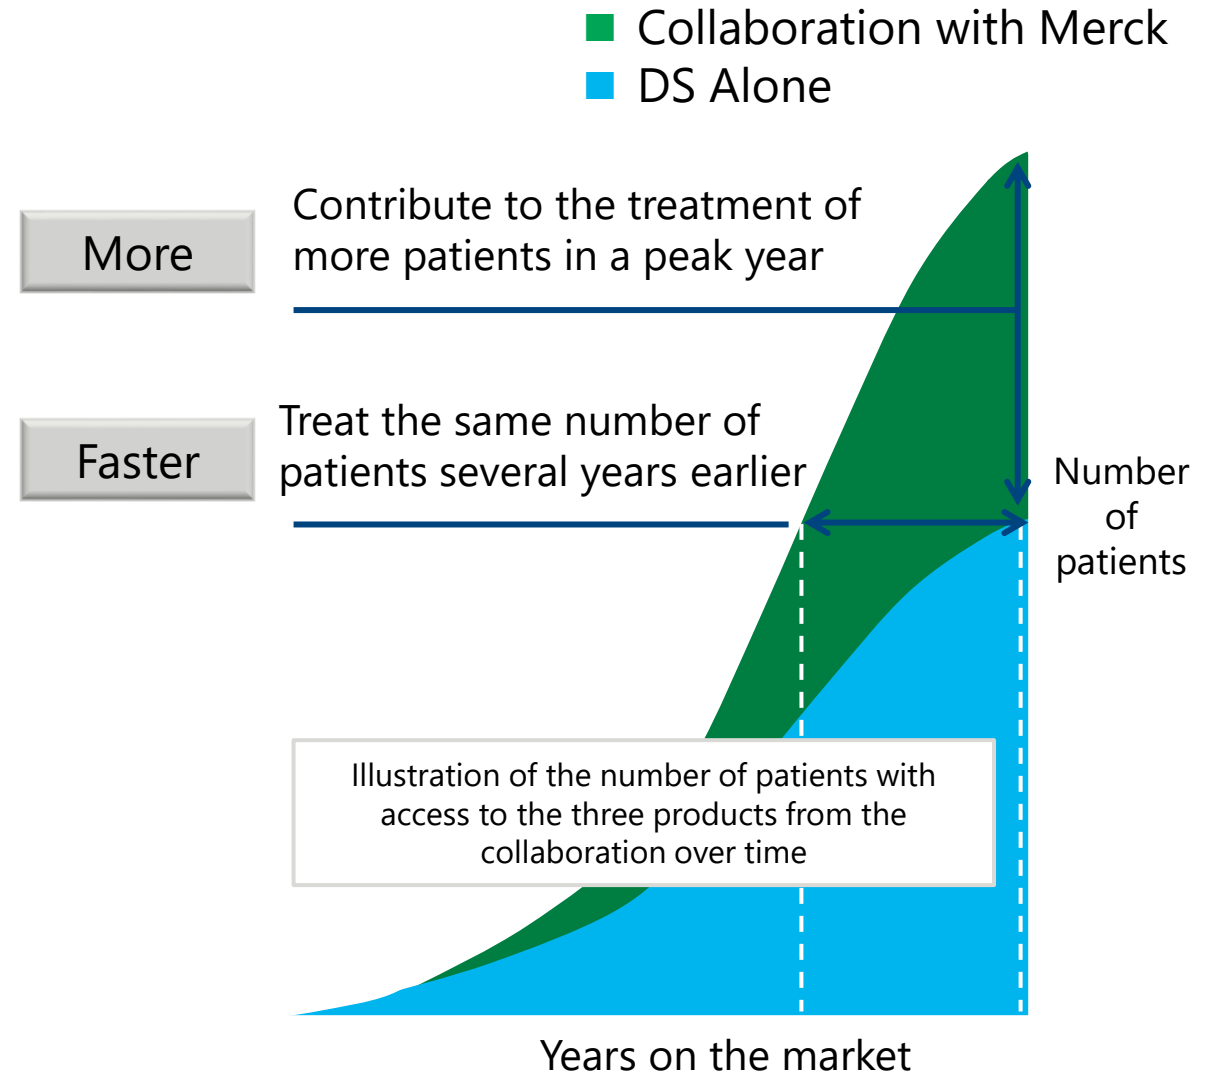 Collaboration with Merck
DS Alone
More
Contribute to the treatment of
more patients in a peak year
Faster
Treat the same number of
patients several years earlier
Number
of
patients
Illustration of the number of patients with
access to the three products from the
collaboration over time
Years on the market